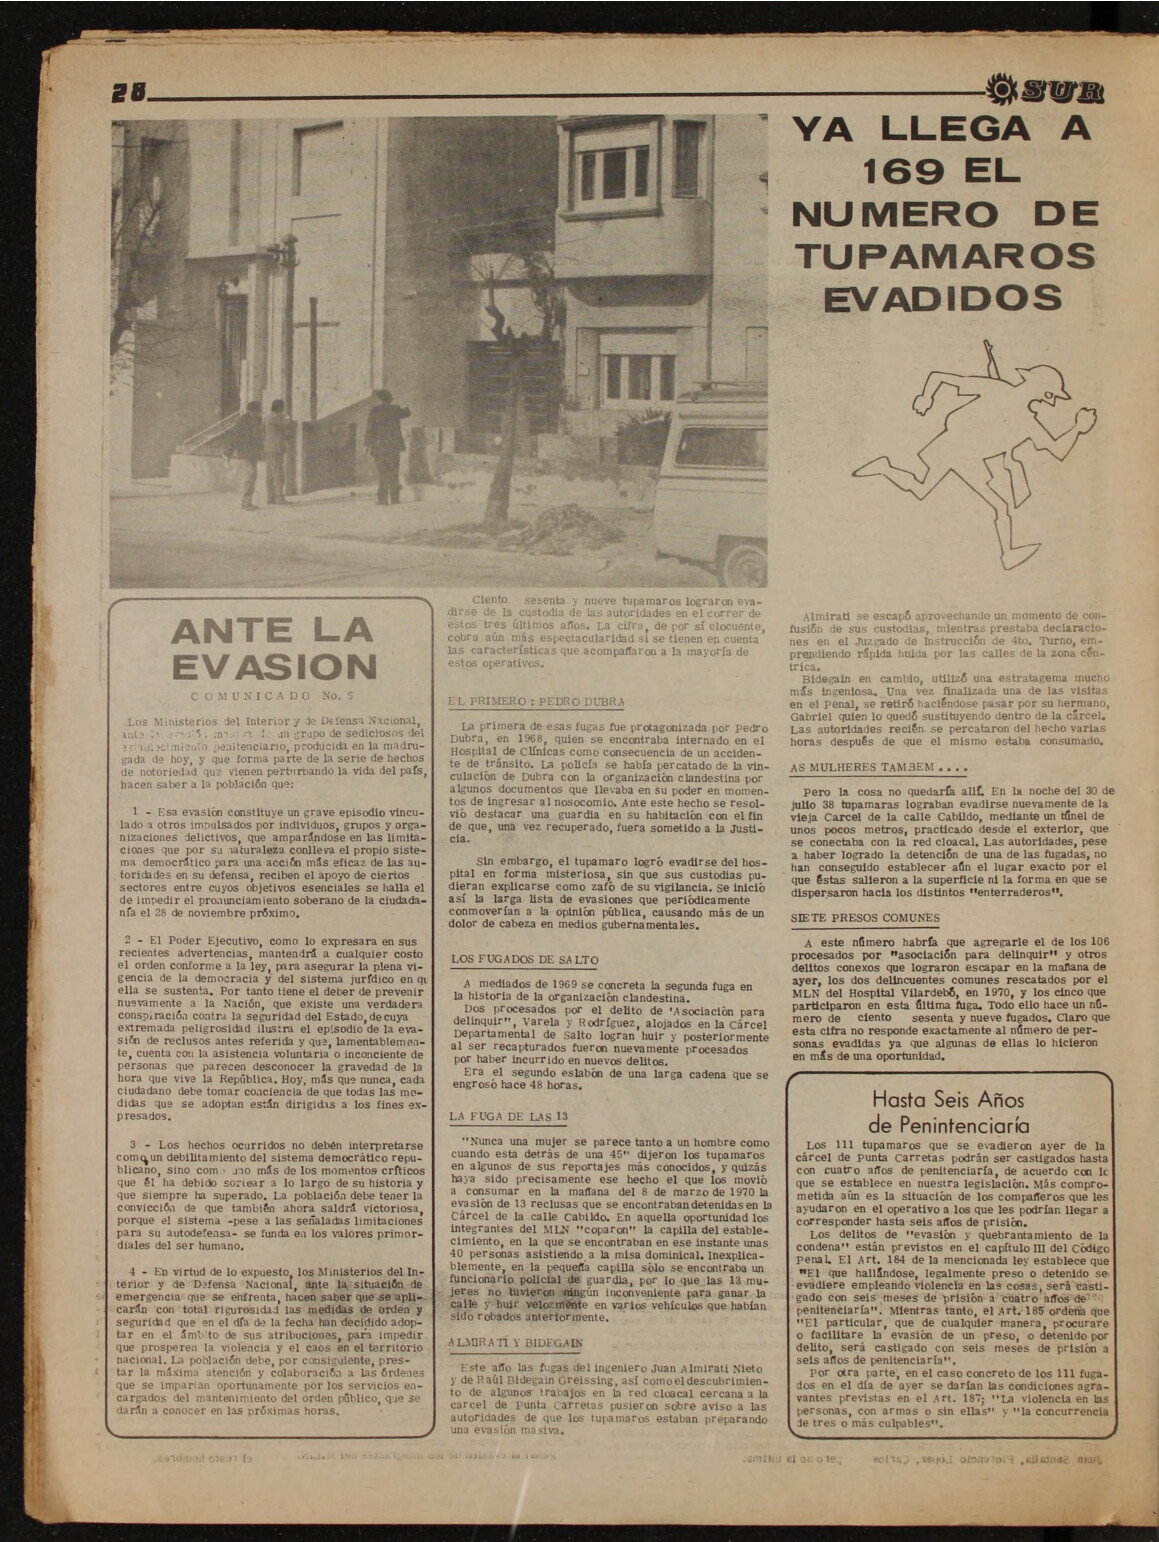 28
SUR
YA LLEGA A
169 EL
NUMERO DE
TUPAMAROS
EVADIDOS
ANTE LA
EVASION
COMUNICADO No. 9
Los Ministerios del Interior y de Defensa Nacional,
un grupo de sediciosos del
establecimiento penitenciario, producida en la madru-
gada de hoy, y que forma parte de la serie de hechos
de notoriedad que vienen perturbando la vida del país,
hacen saber a la población que:
1 - Esa evasión constituye un grave episodio vincu-
lado a otros impulsados por individuos, grupos y orga-
nizaciones delictivos, que amparándose en las limita-
ciones que por su naturaleza conlleva el propio siste-
ma democrático para una acción más eficaz de las au-
toridades en su defensa, reciben el apoyo de ciertos
sectores entre cuyos objetivos esenciales se halla el
de impedir el pronunciamiento soberano de la ciudada-
nía el 28 de noviembre próximo.
2 - El Poder Ejecutivo, como lo expresara en sus
recientes advertencias, mantendrá a cualquier costo
el orden conforme a la ley, para asegurar la plena vi-
gencia de la democracia y del sistema jurídico en
ella se sustenta. Por tanto tiene el deber de prevenir
nuevamente a la Nación, que existe una verdadera
conspiración contra la seguridad del Estado, de cuya
extremada peligrosidad ilustra el episodio de la eva-
sión de reclusos antes referida y que, lamentablemen-
te, cuenta con la asistencia voluntaria o inconciente de
personas que parecen desconocer la gravedad de la
hora que vive la República. Hoy, más que nunca, cada
ciudadano debe tomar conciencia de que todas las me-
didas que se adoptan están dirigidas a los fines ex-
presados.
3 - Los hechos ocurridos no debén interpretarse
como un debilitamiento del sistema democrático repu-
blicano, sino como uno más de los momentos críticos
que él ha debido sortear a lo largo de su historia y
que siempre ha superado. La población debe tener la
convicción de que también ahora saldrá victoriosa,
porque el sistema -pese a las señaladas limitaciones
para su autodefensa- se funda en los valores primor-
diales del ser humano.
4 - En virtud de lo expuesto, los Ministerios del In-
terior y de Defensa Nacional, ante la situación de
emergencia que se enfrenta, hacen saber que se apli-
carán con total rigurosidad las medidas de orden y
seguridad que en el día de la fecha han decidido adop-
tar en el ámbito de sus atribuciones, para impedir
que prosperen la violencia y el caos en el territorio
nacional. La población debe, por consiguiente, pres-
tar la máxima atención y colaboración a las órdenes
que se imparían oportunamente por los servicios en-
cargados del mantenimiento del orden público, que se
darán a conocer en las próximas horas.
Ciento sesenta y nueve tupamaros lograron eva-
dirse de la custodia de las autoridades en el correr de
estos tres últimos años. La cifra, de por sí elocuente,
cobra aún más espectacularidad si se tienen en cuenta
las características que acompañaron a la mayoría de
estos operativos.
EL PRIMERO : PEDRO DUBRA
La primera de esas fugas fue protagonizada por Pedro
Dubra, en 1968, quien se encontraba internado en el
Hospital de Clínicas como consecuencia de un acciden-
te de tránsito. La policía se había percatado de la vin-
culación de Dubra con la organización clandestina por
algunos documentos que llevaba en su poder en momen-
tos de ingresar al nosocomio. Ante este hecho se resol-
vió destacar una guardia en su habitación con el fin
de que, una vez recuperado, fuera sometido a la Justi-
cia.
Sin embargo, el tupamaro logró evadirse del hos-
pital en forma misteriosa, sin que sus custodias pu-
dieran explicarse como zafó de su vigilancia. Se inició
así la larga lista de evasiones que periódicamente
conmoverían a la opinión pública, causando más de un
dolor de cabeza en medios gubernamentales.
LOS FUGADOS DE SALTO
A mediados de 1969 se concreta la segunda fuga en
la historia de la organización clandestina.
Dos procesados por el delito de "Asociación para
delinquir", Varela y Rodríguez, alojados en la Cárcel
Departamental de Salto logran huir y posteriormente
al ser recapturados fueron nuevamente procesados
por haber incurrido en nuevos delitos.
Era el segundo eslabón de una larga cadena que se
engrosó hace 48 horas.
LA FUGA DE LAS 13
"Nunca una mujer se parece tanto a un hombre como
cuando esta detrás de una 45" dijeron los tupamaros
en algunos de sus reportajes más conocidos, y quizás
haya sido precisamente ese hecho el que los movió
a consumar en la mañana del 8 de marzo de 1970 la
evasión de 13 reclusas que se encontraban detenidas en la
Cárcel de la calle Cabildo. En aquella oportunidad los
integrantes del MLN "coparon" la capilla del estable-
cimiento, en la que se encontraban en ese instante unas
40 personas asistiendo a la misa dominical. Inexplica-
blemente, en la pequeña capilla sólo se encontraba un
funcionario policial de guardia, por lo que las 13 mu-
jeres no tuvieron ningún inconveniente para ganar la
calle y huir velozmente en varios vehículos que habían
sido robados anteriormente.
ALMIRATI Y BIDEGAIN
Este año las fugas del ingeniero Juan Almirati Nieto
y de Raúl Bidegain Greissing, así como el descubrimien-
to de algunos trabajos en la red cloacal cercana a la
carcel de Punta Carretas pusieron sobre aviso a las
autoridades de que los tupamaros estaban preparando
una evasión masiva.
Almirati se escapó aprovechando un momento de con-
fusión de sus custodias, mientras prestaba declaracio-
nes en el Juzgado de Instrucción de 4to. Turno, em-
prendiendo rápida huida por las calles de la zona cén-
trica.
Bidegain en cambio, utilizó una estratagema mucho
más ingeniosa. Una vez finalizada una de las visitas
en el Penal, se retiró haciéndose pasar por su hermano,
Gabriel quien lo quedó sustituyendo dentro de la cárcel.
Las autoridades recién se percataron del hecho varias
horas después de que el mismo estaba consumado.
AS MULHERES TAMBEM ....
Pero la cosa no quedaría allí. En la noche del 30 de
julio 38 tupamaras lograban evadirse nuevamente de la
vieja Carcel de la calle Cabildo, mediante un túnel de
unos pocos metros, practicado desde el exterior, que
se conectaba con la red cloacal. Las autoridades, pese
a haber logrado la detención de una de las fugadas, no
han conseguido establecer aún el lugar exacto por el
que éstas salieron a la superficie ni la forma en que se
dispersaron hacia los distintos "enterraderos".
SIETE PRESOS COMUNES
A este número habría que agregarle el de los 106
procesados por "asociación para delinquir" y otros
delitos conexos que lograron escapar en la mañana de
ayer, los dos delincuentes comunes rescatados por el
MLN del Hospital Vilardebó, en 1970, y los cinco que
participaron en esta última fuga. Todo ello hace un nú-
mero de ciento sesenta y nueve fugados. Claro que
esta cifra no responde exactamente al número de per-
sonas evadidas ya que algunas de ellas lo hicieron
en más de una oportunidad.
Hasta Seis Años
de Penintenciaría
Los 111 tupamaros que se evadieron ayer de la
cárcel de Punta Carretas podrán ser castigados hasta
con cuatro años de penitenciaría, de acuerdo con lo
que se establece en nuestra legislación. Más compro-
metida aún es la situación de los compañeros que les
ayudaron en el operativo a los que les podrían llegar a
corresponder hasta seis años de prisión.
Los delitos de "evasión y quebrantamiento de la
condena" están previstos en el capítulo III del Código
Penal. El Art. 184 de la mencionada ley establece que
"El que hallándose, legalmente preso o detenido se
evadiere empleando violencia en las cosas, será casti-
gado con seis meses de prisión a cuatro años de
penitenciaría". Mientras tanto, el Art. 185 ordena que
"El particular, que de cualquier manera, procurare
o facilitare la evasión de un preso, o detenido por
delito, será castigado con seis meses de prisión a
seis años de penitenciaría".
Por otra parte, en el caso concreto de los 111 fuga-
dos en el día de ayer se darían las condiciones agra-
vantes previstas en el Art. 187; "La violencia en las
personas, con armas o sin ellas" y "la concurrencia
de tres o más culpables".